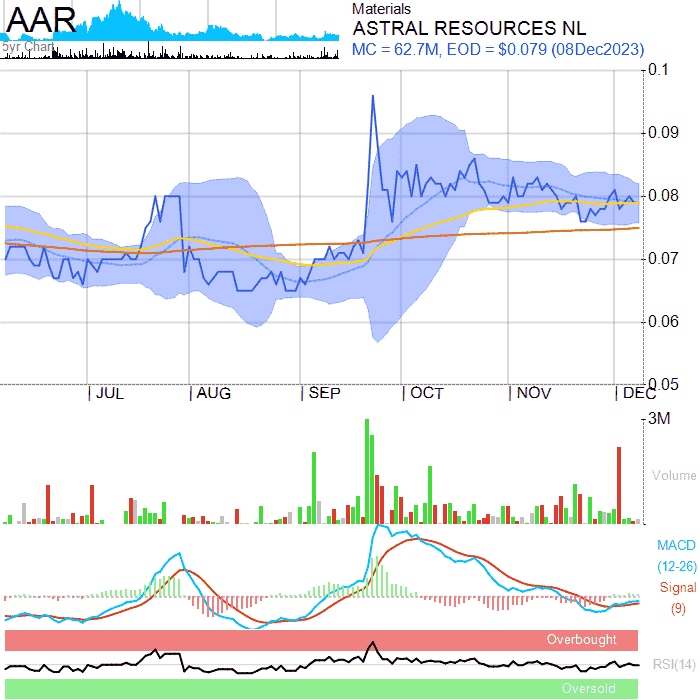 AAR
5yr Chart
Materials
ASTRAL RESOURCES NL
MC = 62.7M, EOD = $0.079 (08Dec2023)
0.1
0.09
0.08
0.07
0.06
0.05
JUL AUG SEP OCT NOV DEC
3M
Volume
MACD
(12-26)
Signal
(9)
Overbought
RSI(14)
Oversold